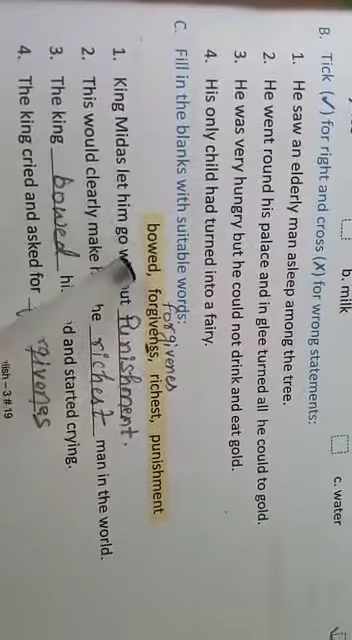 b. milk
c. water
B. Tick (✓) for right and cross (X) for wrong statements:
1. He saw an elderly man asleep among the tree.
2. He went round his palace and in glee turned all he could to gold.
3. He was very hungry but he could not drink and eat gold.
4. His only child had turned into a fairy.
C. Fill in the blanks with suitable words:
forgivenes
bowed, forgivenss, richest, punishment
1. King Midas let him go ut Punishment.
2. This would clearly make he richest man in the world.
3. The king bowed hi d and started crying.
4. The king cried and asked for rgivenes
lish – 3 # 19